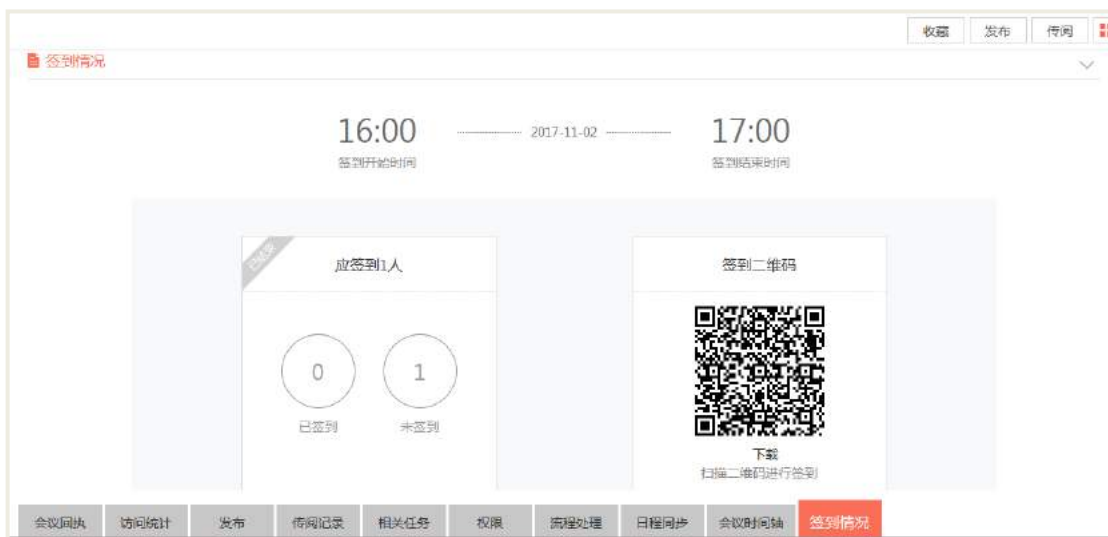 收藏 发布 传阅
签到情况
16:00 2017-11-02 17:00
签到开始时间 签到结束时间
已结束
应签到1人 签到二维码
0 1
已签到 未签到
下载
扫描二维码进行签到
会议回执 访问统计 发布 传阅记录 相关任务 权限 流程处理 日程同步 会议时间轴 签到情况